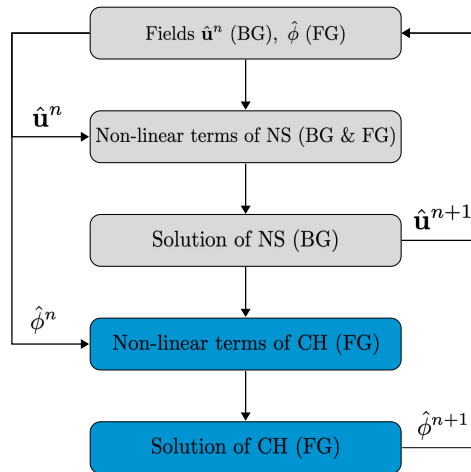 Fields û^n (BG), ϕ̂ (FG)
û^n
Non-linear terms of NS (BG & FG)
Solution of NS (BG)
û^{n+1}
ϕ̂^n
Non-linear terms of CH (FG)
Solution of CH (FG)
ϕ̂^{n+1}